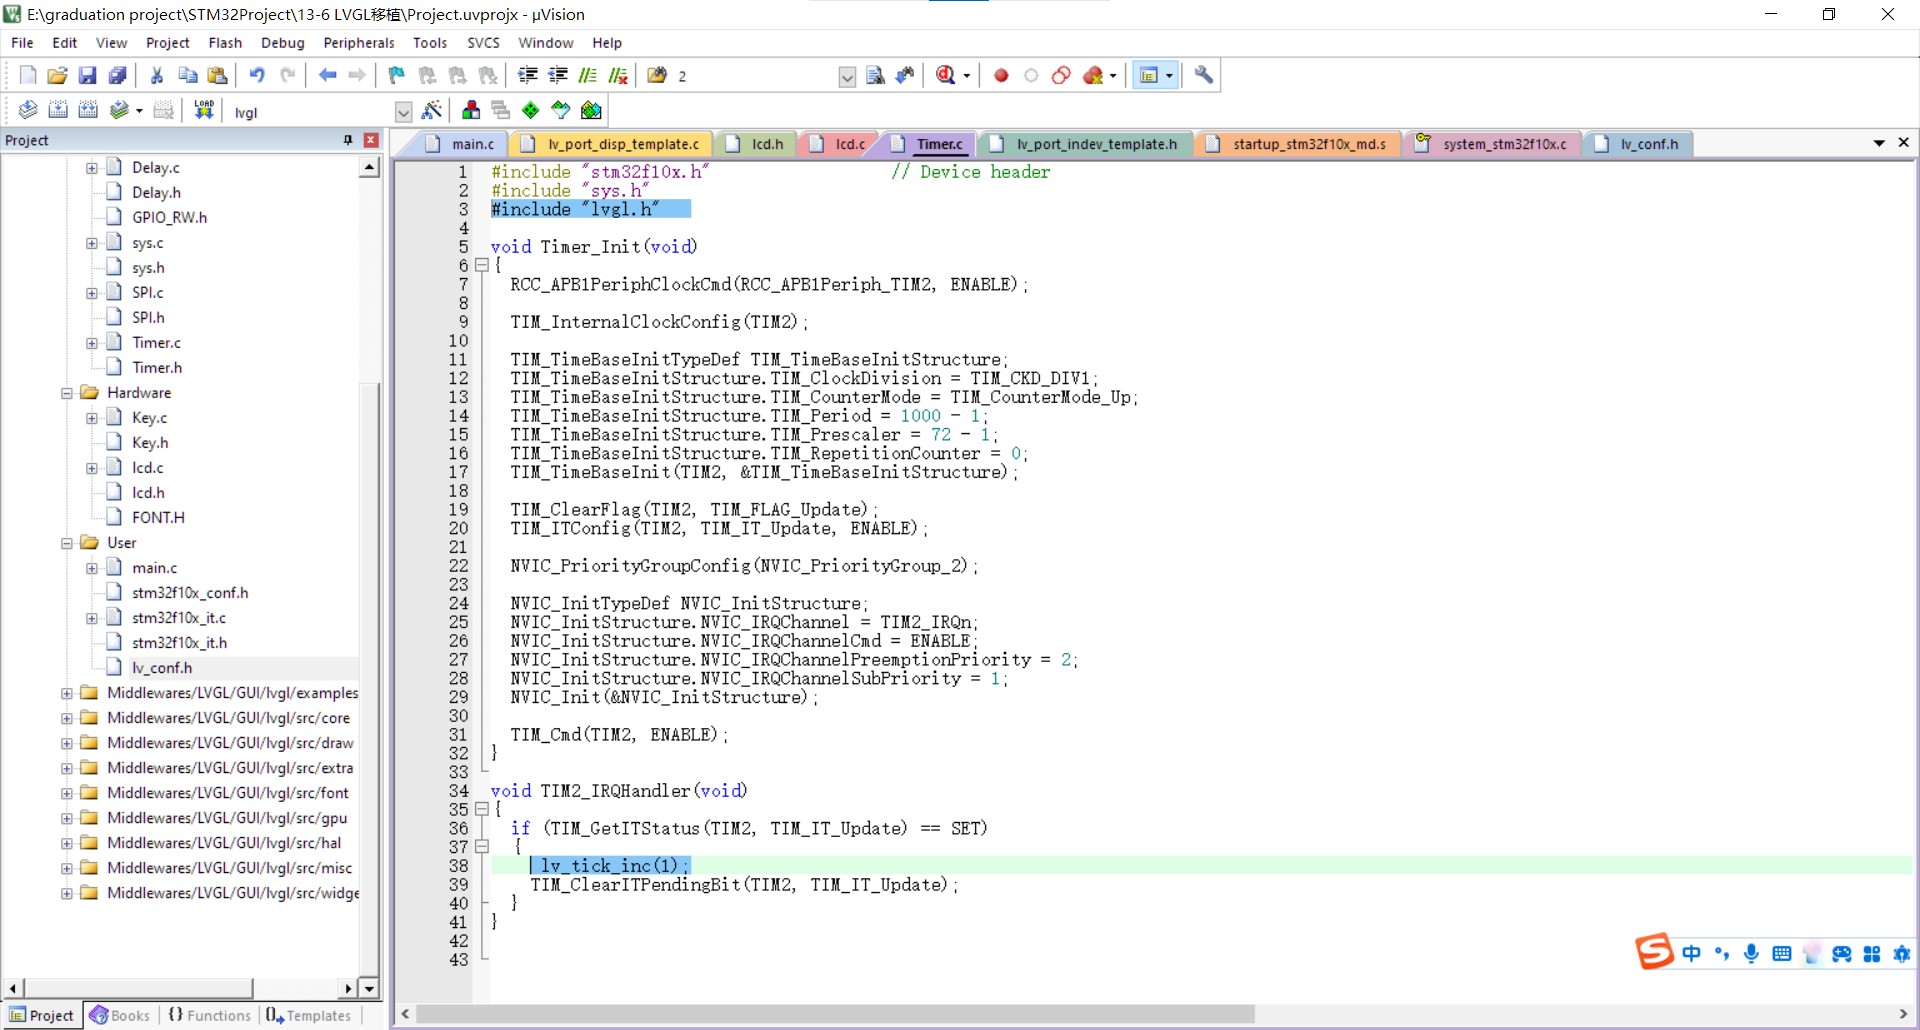 E:\graduation project\STM32Project\13-6 LVGL移植\Project.uvprojx - µVision
File Edit View Project Flash Debug Peripherals Tools SVCS Window Help
2
LOAD lvgl
Project
main.c lv_port_disp_template.c lcd.h lcd.c Timer.c lv_port_indev_template.h startup_stm32f10x_md.s system_stm32f10x.c lv_conf.h
Delay.c
Delay.h
GPIO_RW.h
sys.c
sys.h
SPI.c
SPI.h
Timer.c
Timer.h
Hardware
Key.c
Key.h
lcd.c
lcd.h
FONT.H
User
main.c
stm32f10x_conf.h
stm32f10x_it.c
stm32f10x_it.h
lv_conf.h
Middlewares/LVGL/GUI/lvgl/examples
Middlewares/LVGL/GUI/lvgl/src/core
Middlewares/LVGL/GUI/lvgl/src/draw
Middlewares/LVGL/GUI/lvgl/src/extra
Middlewares/LVGL/GUI/lvgl/src/font
Middlewares/LVGL/GUI/lvgl/src/gpu
Middlewares/LVGL/GUI/lvgl/src/hal
Middlewares/LVGL/GUI/lvgl/src/misc
Middlewares/LVGL/GUI/lvgl/src/widge
Project Books {} Functions Templates
1 #include "stm32f10x.h" // Device header
2 #include "sys.h"
3 #include "lvgl.h"
4
5 void Timer_Init(void)
6 {
7 RCC_APB1PeriphClockCmd(RCC_APB1Periph_TIM2, ENABLE);
8
9 TIM_InternalClockConfig(TIM2);
10
11 TIM_TimeBaseInitTypeDef TIM_TimeBaseInitStructure;
12 TIM_TimeBaseInitStructure.TIM_ClockDivision = TIM_CKD_DIV1;
13 TIM_TimeBaseInitStructure.TIM_CounterMode = TIM_CounterMode_Up;
14 TIM_TimeBaseInitStructure.TIM_Period = 1000 - 1;
15 TIM_TimeBaseInitStructure.TIM_Prescaler = 72 - 1;
16 TIM_TimeBaseInitStructure.TIM_RepetitionCounter = 0;
17 TIM_TimeBaseInit(TIM2, &TIM_TimeBaseInitStructure);
18
19 TIM_ClearFlag(TIM2, TIM_FLAG_Update);
20 TIM_ITConfig(TIM2, TIM_IT_Update, ENABLE);
21
22 NVIC_PriorityGroupConfig(NVIC_PriorityGroup_2);
23
24 NVIC_InitTypeDef NVIC_InitStructure;
25 NVIC_InitStructure.NVIC_IRQChannel = TIM2_IRQn;
26 NVIC_InitStructure.NVIC_IRQChannelCmd = ENABLE;
27 NVIC_InitStructure.NVIC_IRQChannelPreemptionPriority = 2;
28 NVIC_InitStructure.NVIC_IRQChannelSubPriority = 1;
29 NVIC_Init(&NVIC_InitStructure);
30
31 TIM_Cmd(TIM2, ENABLE);
32 }
33
34 void TIM2_IRQHandler(void)
35 {
36 if (TIM_GetITStatus(TIM2, TIM_IT_Update) == SET)
37 {
38 lv_tick_inc(1);
39 TIM_ClearITPendingBit(TIM2, TIM_IT_Update);
40 }
41 }
42
43
S 中